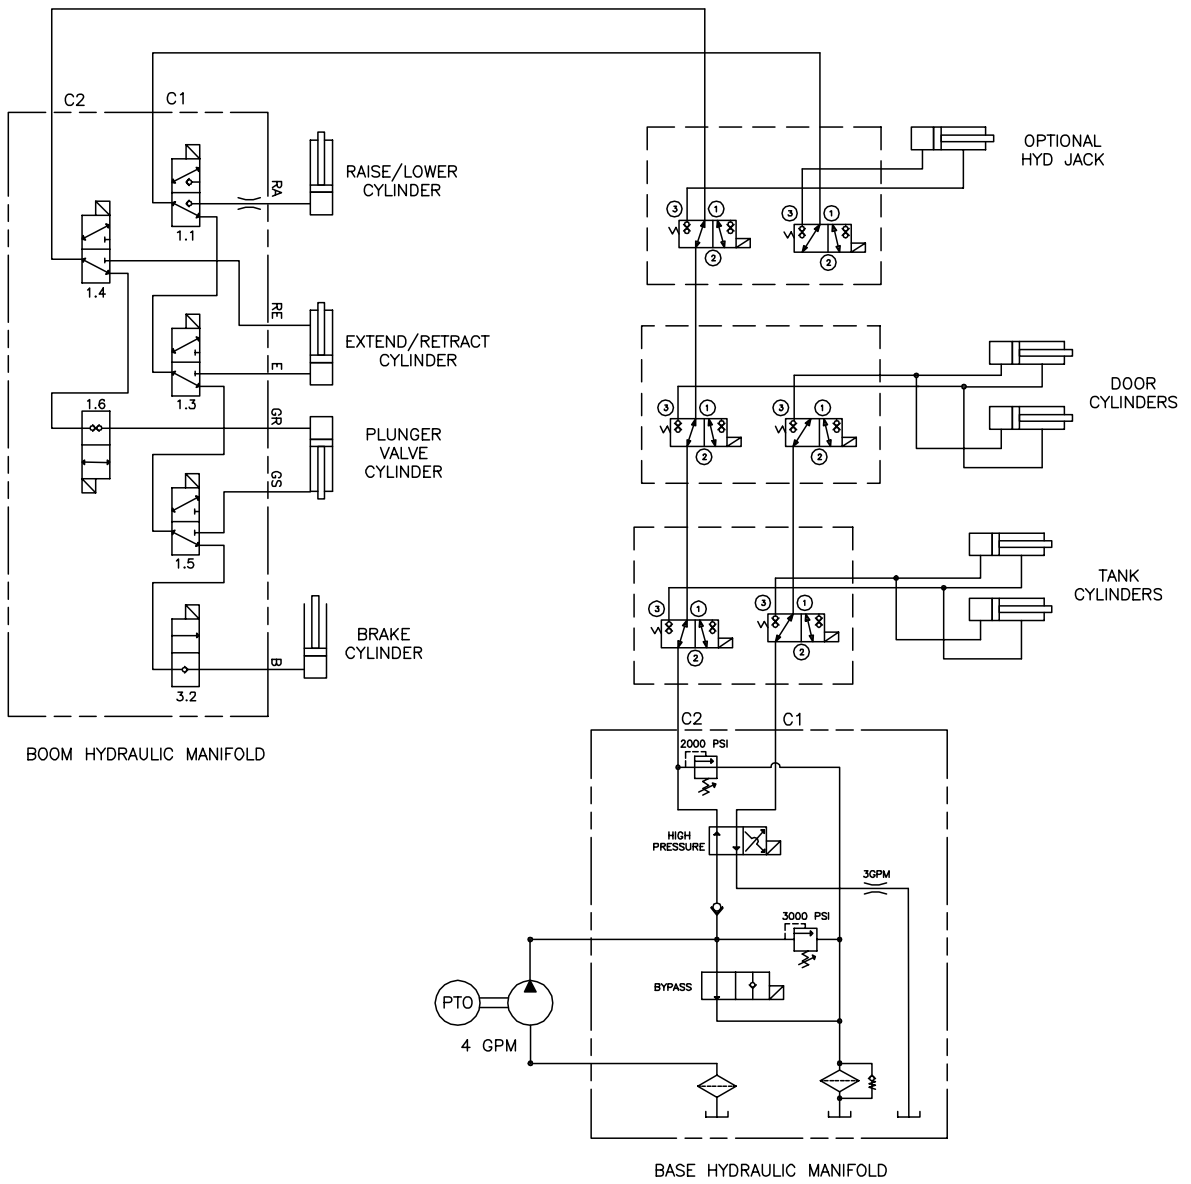 C2
C1
RA
RAISE/LOWER
CYLINDER
1.1
1.4
RE
EXTEND/RETRACT
CYLINDER
E
1.3
1.6
GR
PLUNGER
VALVE
CYLINDER
GS
1.5
BRAKE
CYLINDER
B
3.2
BOOM HYDRAULIC MANIFOLD
OPTIONAL
HYD JACK
3
1
2
3
1
2
DOOR
CYLINDERS
3
1
2
3
1
2
TANK
CYLINDERS
3
1
2
3
1
2
C2
C1
2000 PSI
HIGH
PRESSURE
3GPM
3000 PSI
BYPASS
PTO
4 GPM
BASE HYDRAULIC MANIFOLD